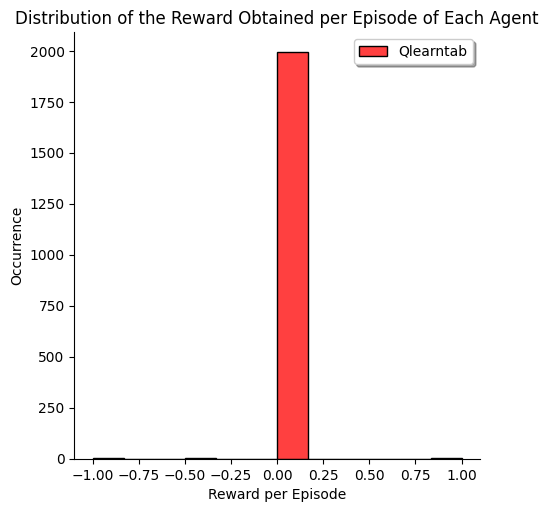 Distribution of the Reward Obtained per Episode of Each Agent
Qlearntab
2000
1750
1500
1250
1000
750
500
250
0
Occurrence
−1.00 −0.75 −0.50 −0.25 0.00 0.25 0.50 0.75 1.00
Reward per Episode